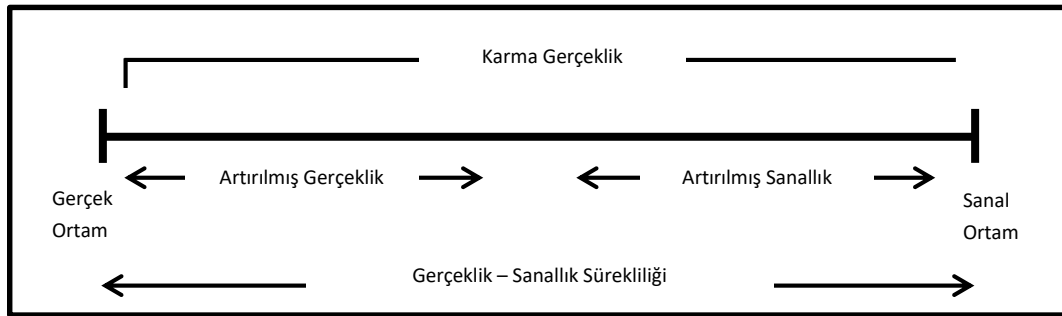 Karma Gerçeklik
Artırılmış Gerçeklik
Artırılmış Sanallık
Gerçek
Ortam
Sanal
Ortam
Gerçeklik – Sanallık Sürekliliği